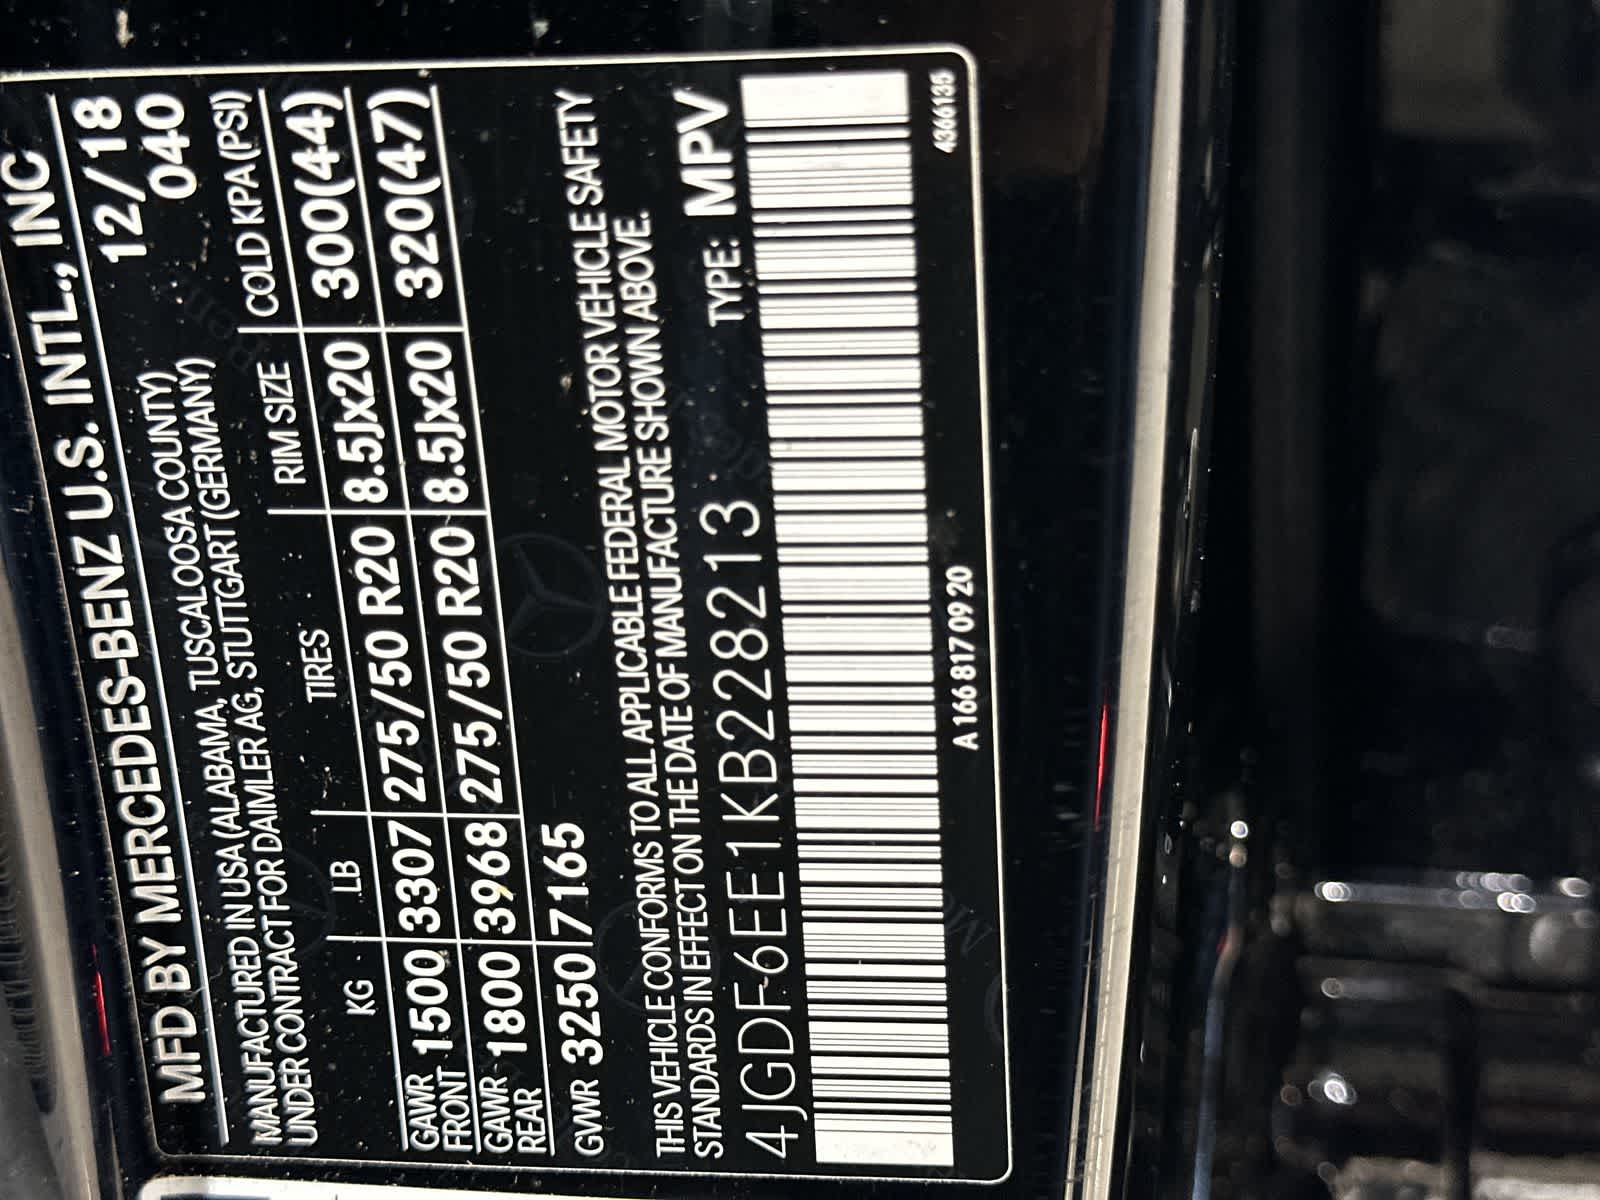 MFD BY MERCEDES-BENZ U.S. INTL., INC
12/18
MANUFACTURED IN USA (ALABAMA, TUSCALOOSA COUNTY) 040
UNDER CONTRACT FOR DAIMLER AG, STUTTGART (GERMANY)
KG LB TIRES RIM SIZE COLD KPA (PSI)
GAWR FRONT 1500 3307 275/50 R20 8.5Jx20 300(44)
GAWR REAR 1800 3968 275/50 R20 8.5Jx20 320(47)
GWR 3250 7165
THIS VEHICLE CONFORMS TO ALL APPLICABLE FEDERAL MOTOR VEHICLE SAFETY
STANDARDS IN EFFECT ON THE DATE OF MANUFACTURE SHOWN ABOVE.
4JGDF6EE1KB228213 TYPE: MPV
A 166 817 09 20 4366135